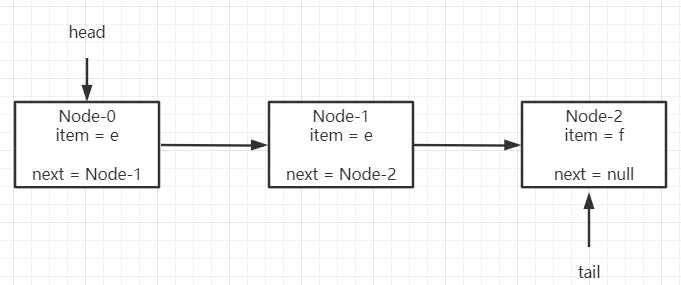 head
Node-0
item = e
next = Node-1
Node-1
item = e
next = Node-2
Node-2
item = f
next = null
tail